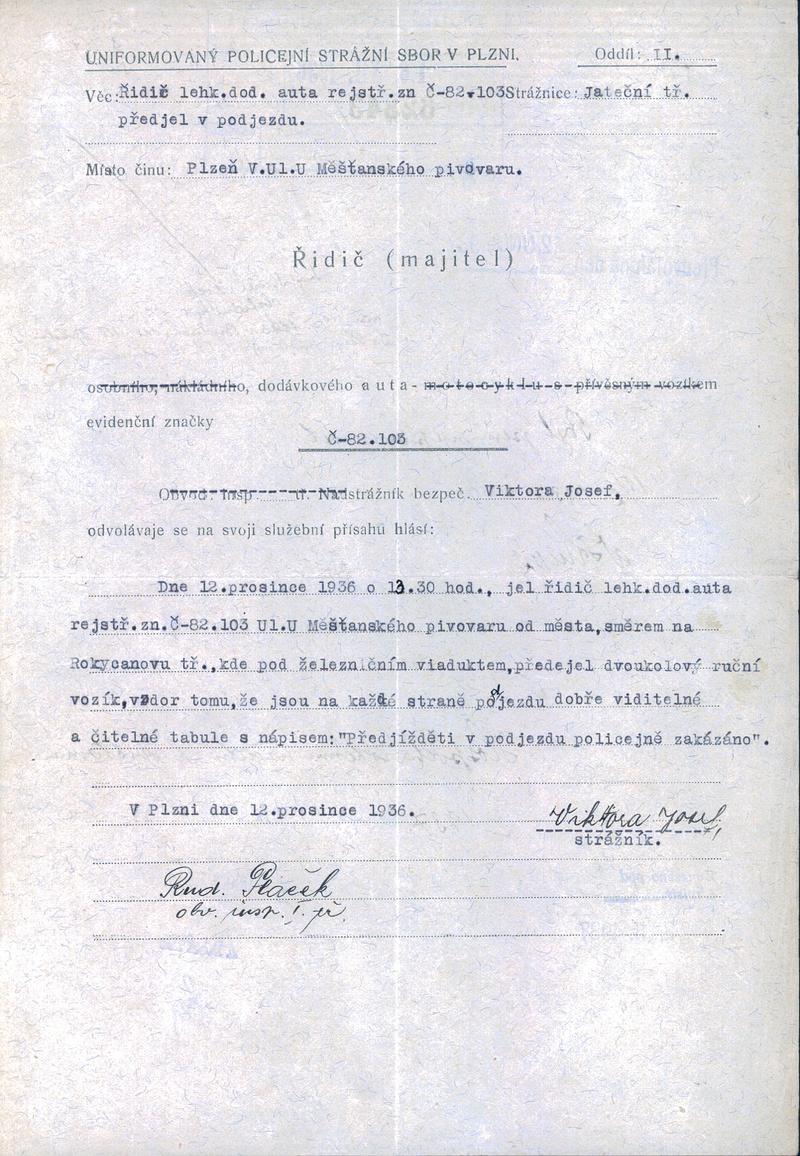 UNIFORMOVANÝ POLICEJNÍ STRÁŽNÍ SBOR V PLZNI. Oddíl: II.
Věc: Řidič lehk.dod. auta rejstř.zn Č-82.103 Strážnice: Jateční tř.
předjel v podjezdu.
Místo činu: Plzeň V.Ul.U Měšťanského pivovaru.
Řidič (majitel)
osobního, nákladního, dodávkového auta - motocyklu s přívěsným vozíkem
evidenční značky
Č-82.103
Obvod. insp. u. Nadstrážník bezpeč. Viktora Josef,
odvolávaje se na svoji služební přísahu hlásí:
Dne 12.prosince 1936 o 13.30 hod., jel řidič lehk.dod.auta
rejstř.zn.Č-82.103 Ul.U Měšťanského pivovaru od města,směrem na
Rokycanovu tř.,kde pod železničním viaduktem,předejel dvoukolový ruční
vozík,vzdor tomu,že jsou na každé straně podjezdu dobře viditelné
a čitelné tabule s nápisem:"Předjížděti v podjezdu policejně zakázáno".
V Plzni dne 12.prosince 1936.
Viktora Josef,
strážník.
Rud. Plaček
obv. insp. I. tř.